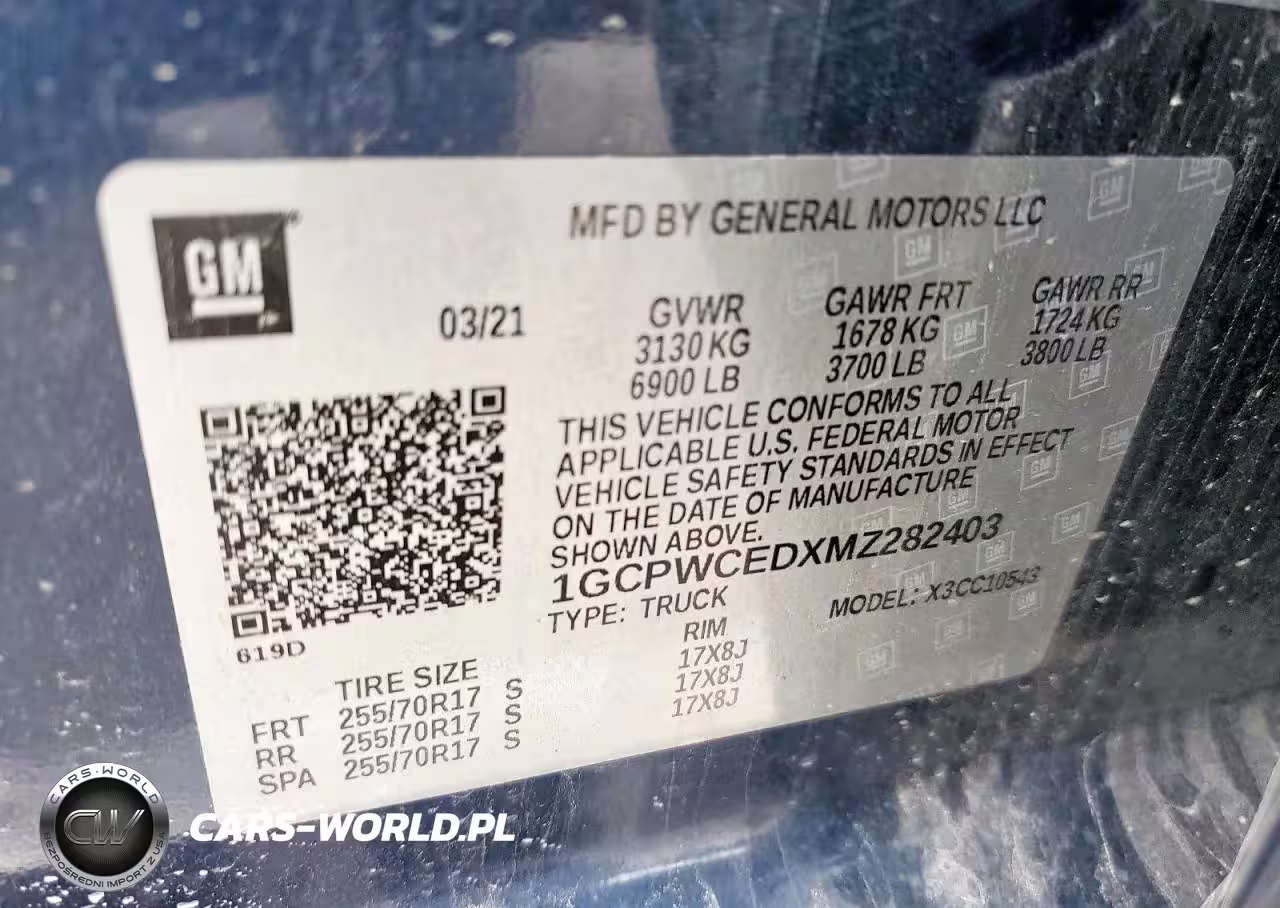 GM
MFD BY GENERAL MOTORS LLC
03/21
GVWR GAWR FRT GAWR RR
3130 KG 1678 KG 1724 KG
6900 LB 3700 LB 3800 LB
THIS VEHICLE CONFORMS TO ALL
APPLICABLE U.S. FEDERAL MOTOR
VEHICLE SAFETY STANDARDS IN EFFECT
ON THE DATE OF MANUFACTURE
SHOWN ABOVE.
1GCPWCEDXMZ282403
TYPE: TRUCK MODEL: X3CC10543
619D
TIRE SIZE RIM
FRT 255/70R17 S 17X8J
RR 255/70R17 S 17X8J
SPA 255/70R17 S 17X8J
CARS-WORLD
CW
BEZPOŚREDNI IMPORT Z USA
CARS-WORLD.PL